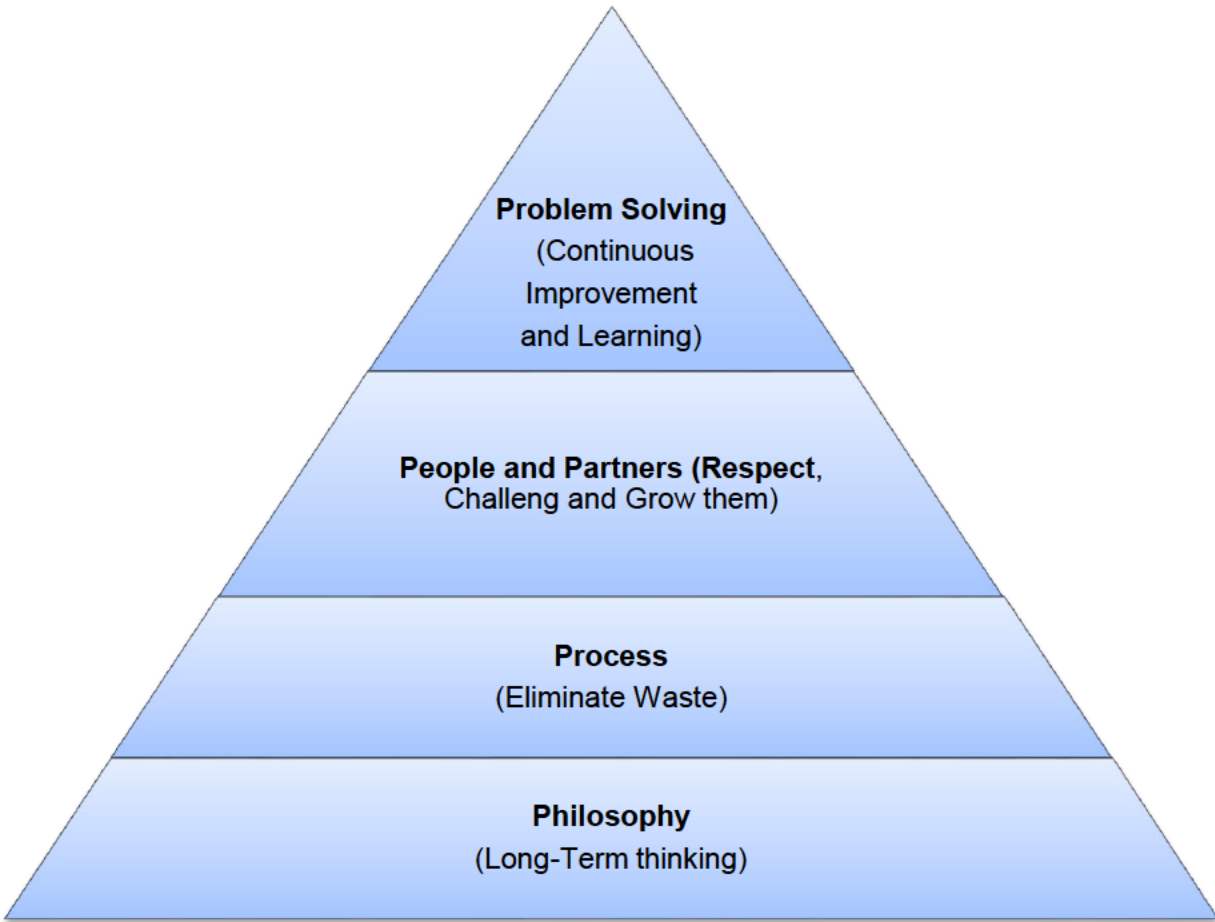 Problem Solving
(Continuous
Improvement
and Learning)
People and Partners (Respect,
Challeng and Grow them)
Process
(Eliminate Waste)
Philosophy
(Long-Term thinking)